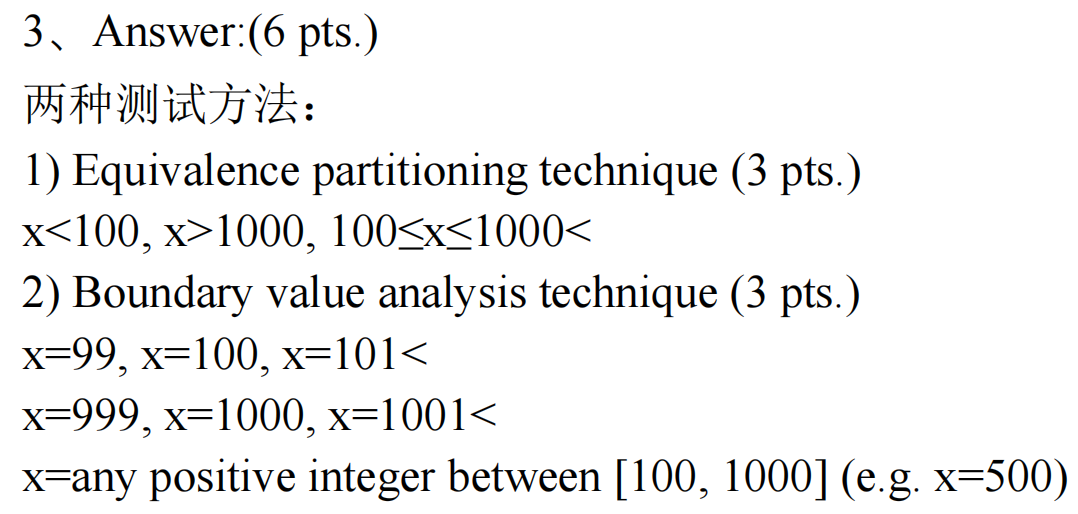 3、Answer:(6 pts.)
两种测试方法：
1) Equivalence partitioning technique (3 pts.)
x<100, x>1000, 100≤x≤1000<
2) Boundary value analysis technique (3 pts.)
x=99, x=100, x=101<
x=999, x=1000, x=1001<
x=any positive integer between [100, 1000] (e.g. x=500)